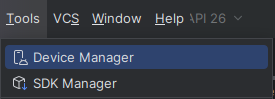 Tools VCS Window Help API 26
Device Manager
SDK Manager